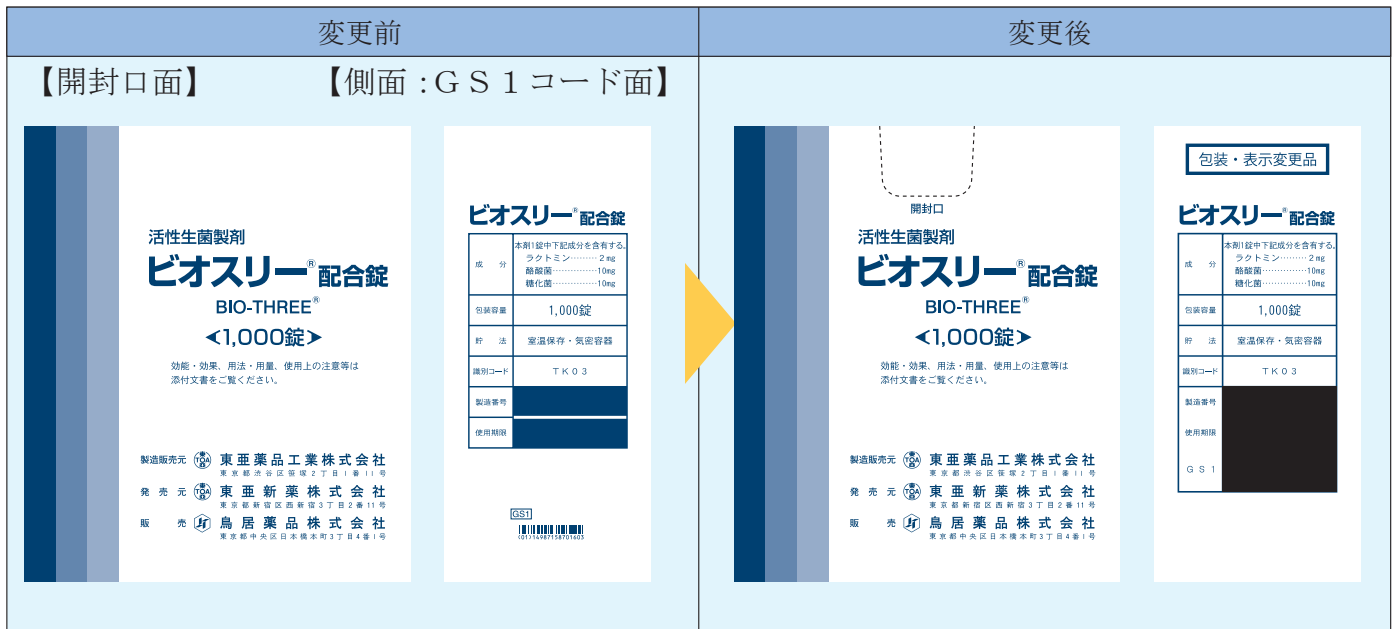 変更前
変更後
【開封口面】
【側面:GS1コード面】
活性生菌製剤
ビオスリー®配合錠
BIO-THREE®
<1,000錠>
効能・効果、用法・用量、使用上の注意等は
添付文書をご覧ください。
製造販売元 TOA 東亜薬品工業株式会社
東京都渋谷区笹塚2丁目1番11号
発売元 TOA 東亜新薬株式会社
東京都新宿区西新宿3丁目2番11号
販売 鳥居薬品株式会社
東京都中央区日本橋本町3丁目4番1号
ビオスリー®配合錠
成分
本剤1錠中下記成分を含有する。
ラクトミン………2mg
酪酸菌……………10mg
糖化菌……………10mg
包装容量 1,000錠
貯法 室温保存・気密容器
識別コード TK03
製造番号
使用期限
GS1
(01)14987158701603
開封口
活性生菌製剤
ビオスリー®配合錠
BIO-THREE®
<1,000錠>
効能・効果、用法・用量、使用上の注意等は
添付文書をご覧ください。
製造販売元 TOA 東亜薬品工業株式会社
東京都渋谷区笹塚2丁目1番11号
発売元 TOA 東亜新薬株式会社
東京都新宿区西新宿3丁目2番11号
販売 鳥居薬品株式会社
東京都中央区日本橋本町3丁目4番1号
包装・表示変更品
ビオスリー®配合錠
成分
本剤1錠中下記成分を含有する。
ラクトミン………2mg
酪酸菌……………10mg
糖化菌……………10mg
包装容量 1,000錠
貯法 室温保存・気密容器
識別コード TK03
製造番号
使用期限
GS1